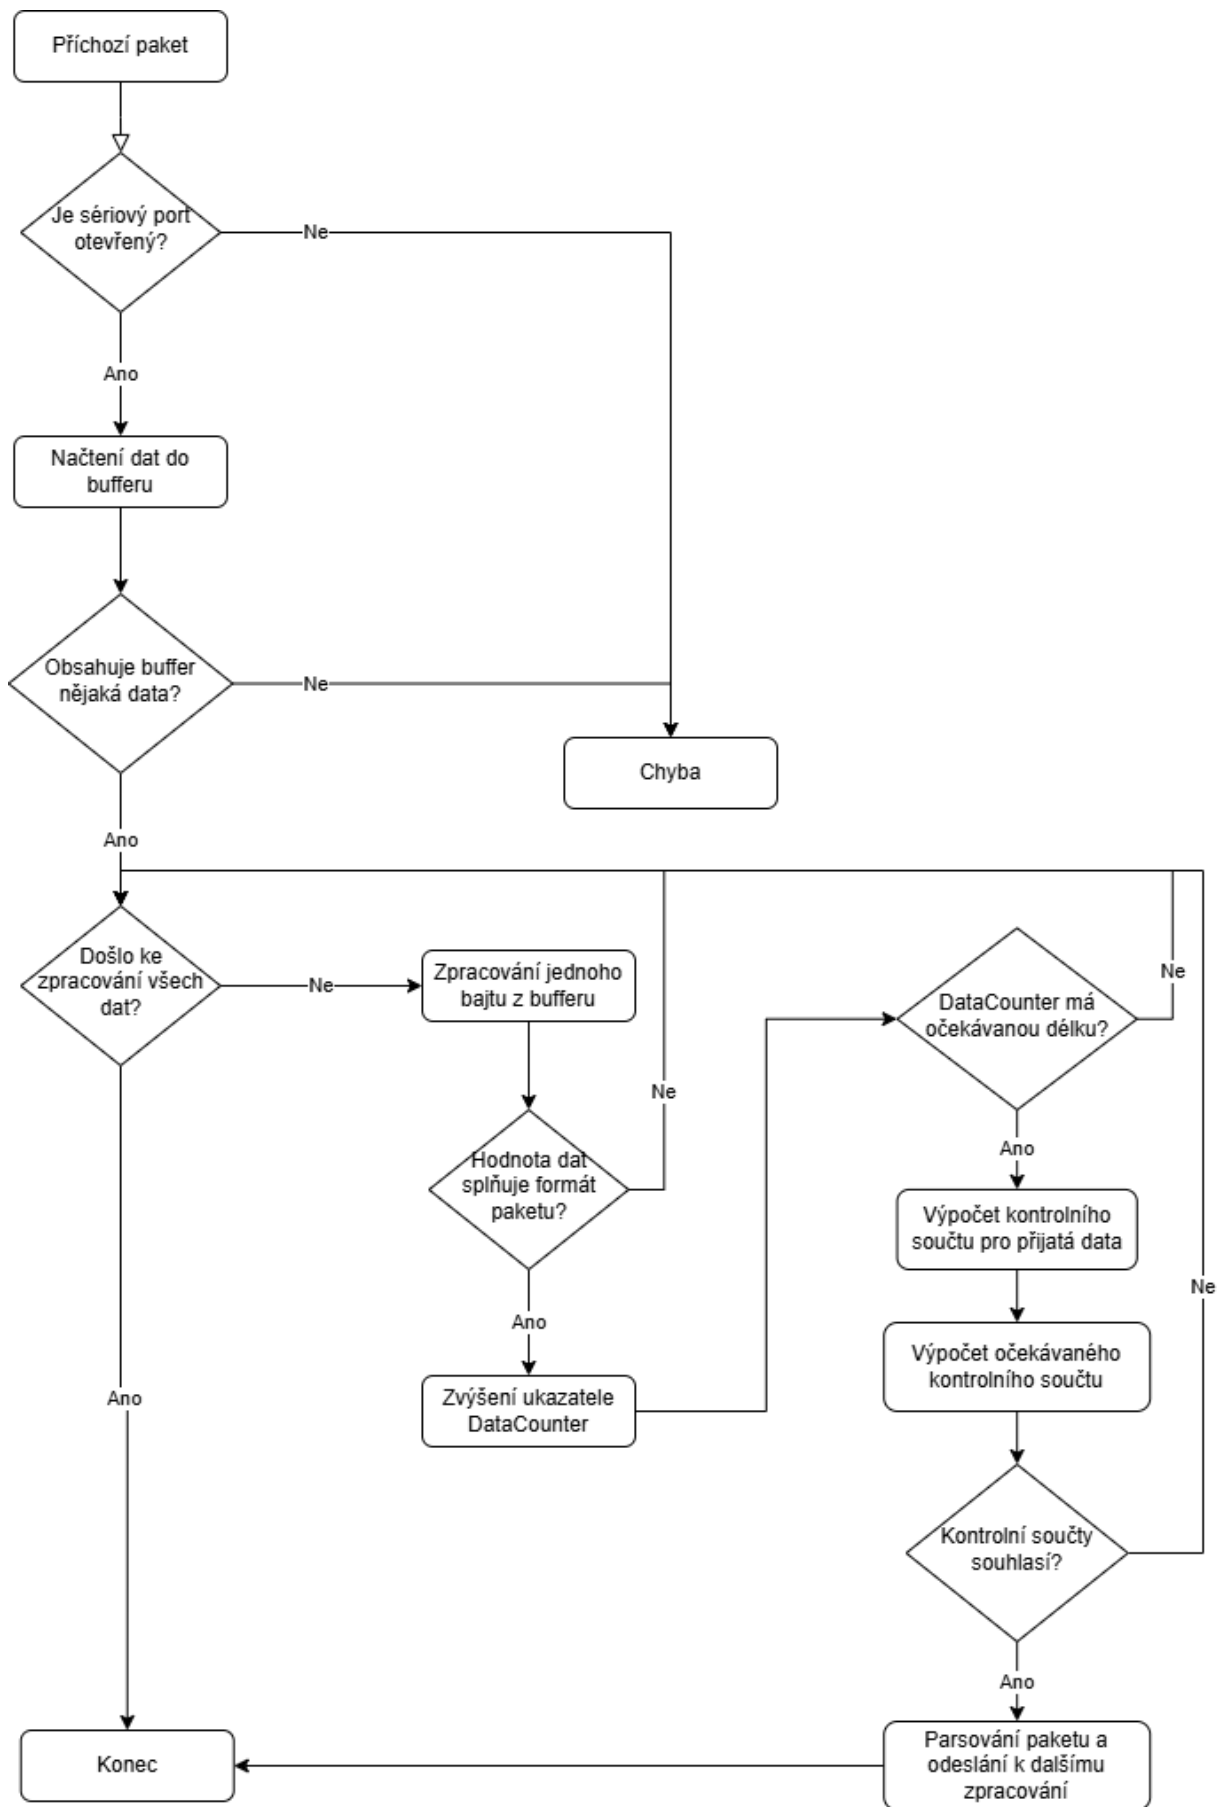 Příchozí paket
Je sériový port
otevřený?
Ne
Ano
Načtení dat do
bufferu
Obsahuje buffer
nějaká data?
Ne
Chyba
Ano
Došlo ke
zpracování všech
dat?
Ne
Zpracování jednoho
bajtu z bufferu
DataCounter má
očekávanou délku?
Ne
Ne
Hodnota dat
splňuje formát
paketu?
Ano
Výpočet kontrolního
součtu pro přijatá data
Ne
Ano
Výpočet očekávaného
kontrolního součtu
Zvýšení ukazatele
DataCounter
Ano
Kontrolní součty
souhlasí?
Ano
Parsování paketu a
odeslání k dalšímu
zpracování
Konec